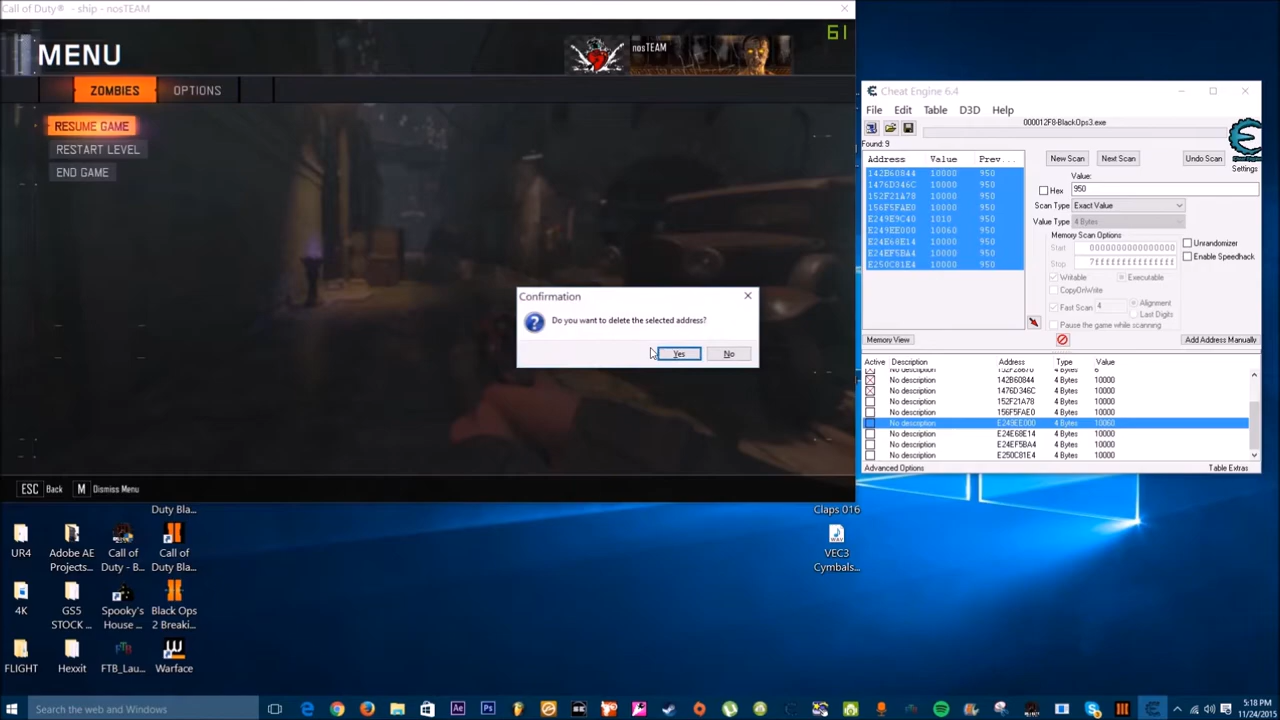 Call of Duty® - ship - nosTEAM
61
MENU
nosTEAM
ZOMBIES
OPTIONS
RESUME GAME
RESTART LEVEL
END GAME
Confirmation
Do you want to delete the selected address?
Yes
No
ESC Back M Dismiss Menu
Cheat Engine 6.4
File Edit Table D3D Help
000012F8-BlackOps3.exe
Found: 9
Address Value Prev...
142B60844 10000 950
1476D346C 10000 950
152F21A78 10000 950
156F5FAE0 10000 950
E249E9C40 1010 950
E249EE000 10060 950
E24E68E14 10000 950
E24EF5BA4 10000 950
E250C81E4 10000 950
New Scan Next Scan Undo Scan
Settings
Value:
Hex 950
Scan Type Exact Value
Value Type 4 Bytes
Memory Scan Options
Start 0000000000000000
Stop 7fffffffffffffff
Writable Executable
CopyOnWrite
Fast Scan 4 Alignment
Last Digits
Pause the game while scanning
Unrandomizer
Enable Speedhack
Memory View
Add Address Manually
Active Description Address Type Value
No description 152F28670 4 Bytes 6
No description 142B60844 4 Bytes 10000
No description 1476D346C 4 Bytes 10000
No description 152F21A78 4 Bytes 10000
No description 156F5FAE0 4 Bytes 10000
No description E249EE000 4 Bytes 10060
No description E24E68E14 4 Bytes 10000
No description E24EF5BA4 4 Bytes 10000
No description E250C81E4 4 Bytes 10000
Advanced Options
Table Extras
Duty Bla...
UR4
Adobe AE Projects...
Call of Duty - B...
Call of Duty Bla...
4K
GS5 STOCK ...
Spooky's House ...
Black Ops 2 Breaki...
FLIGHT
Hexxit
FTB_Lau...
Warface
Claps 016
VEC3 Cymbals...
Search the web and Windows
5:18 PM
11/24/2015